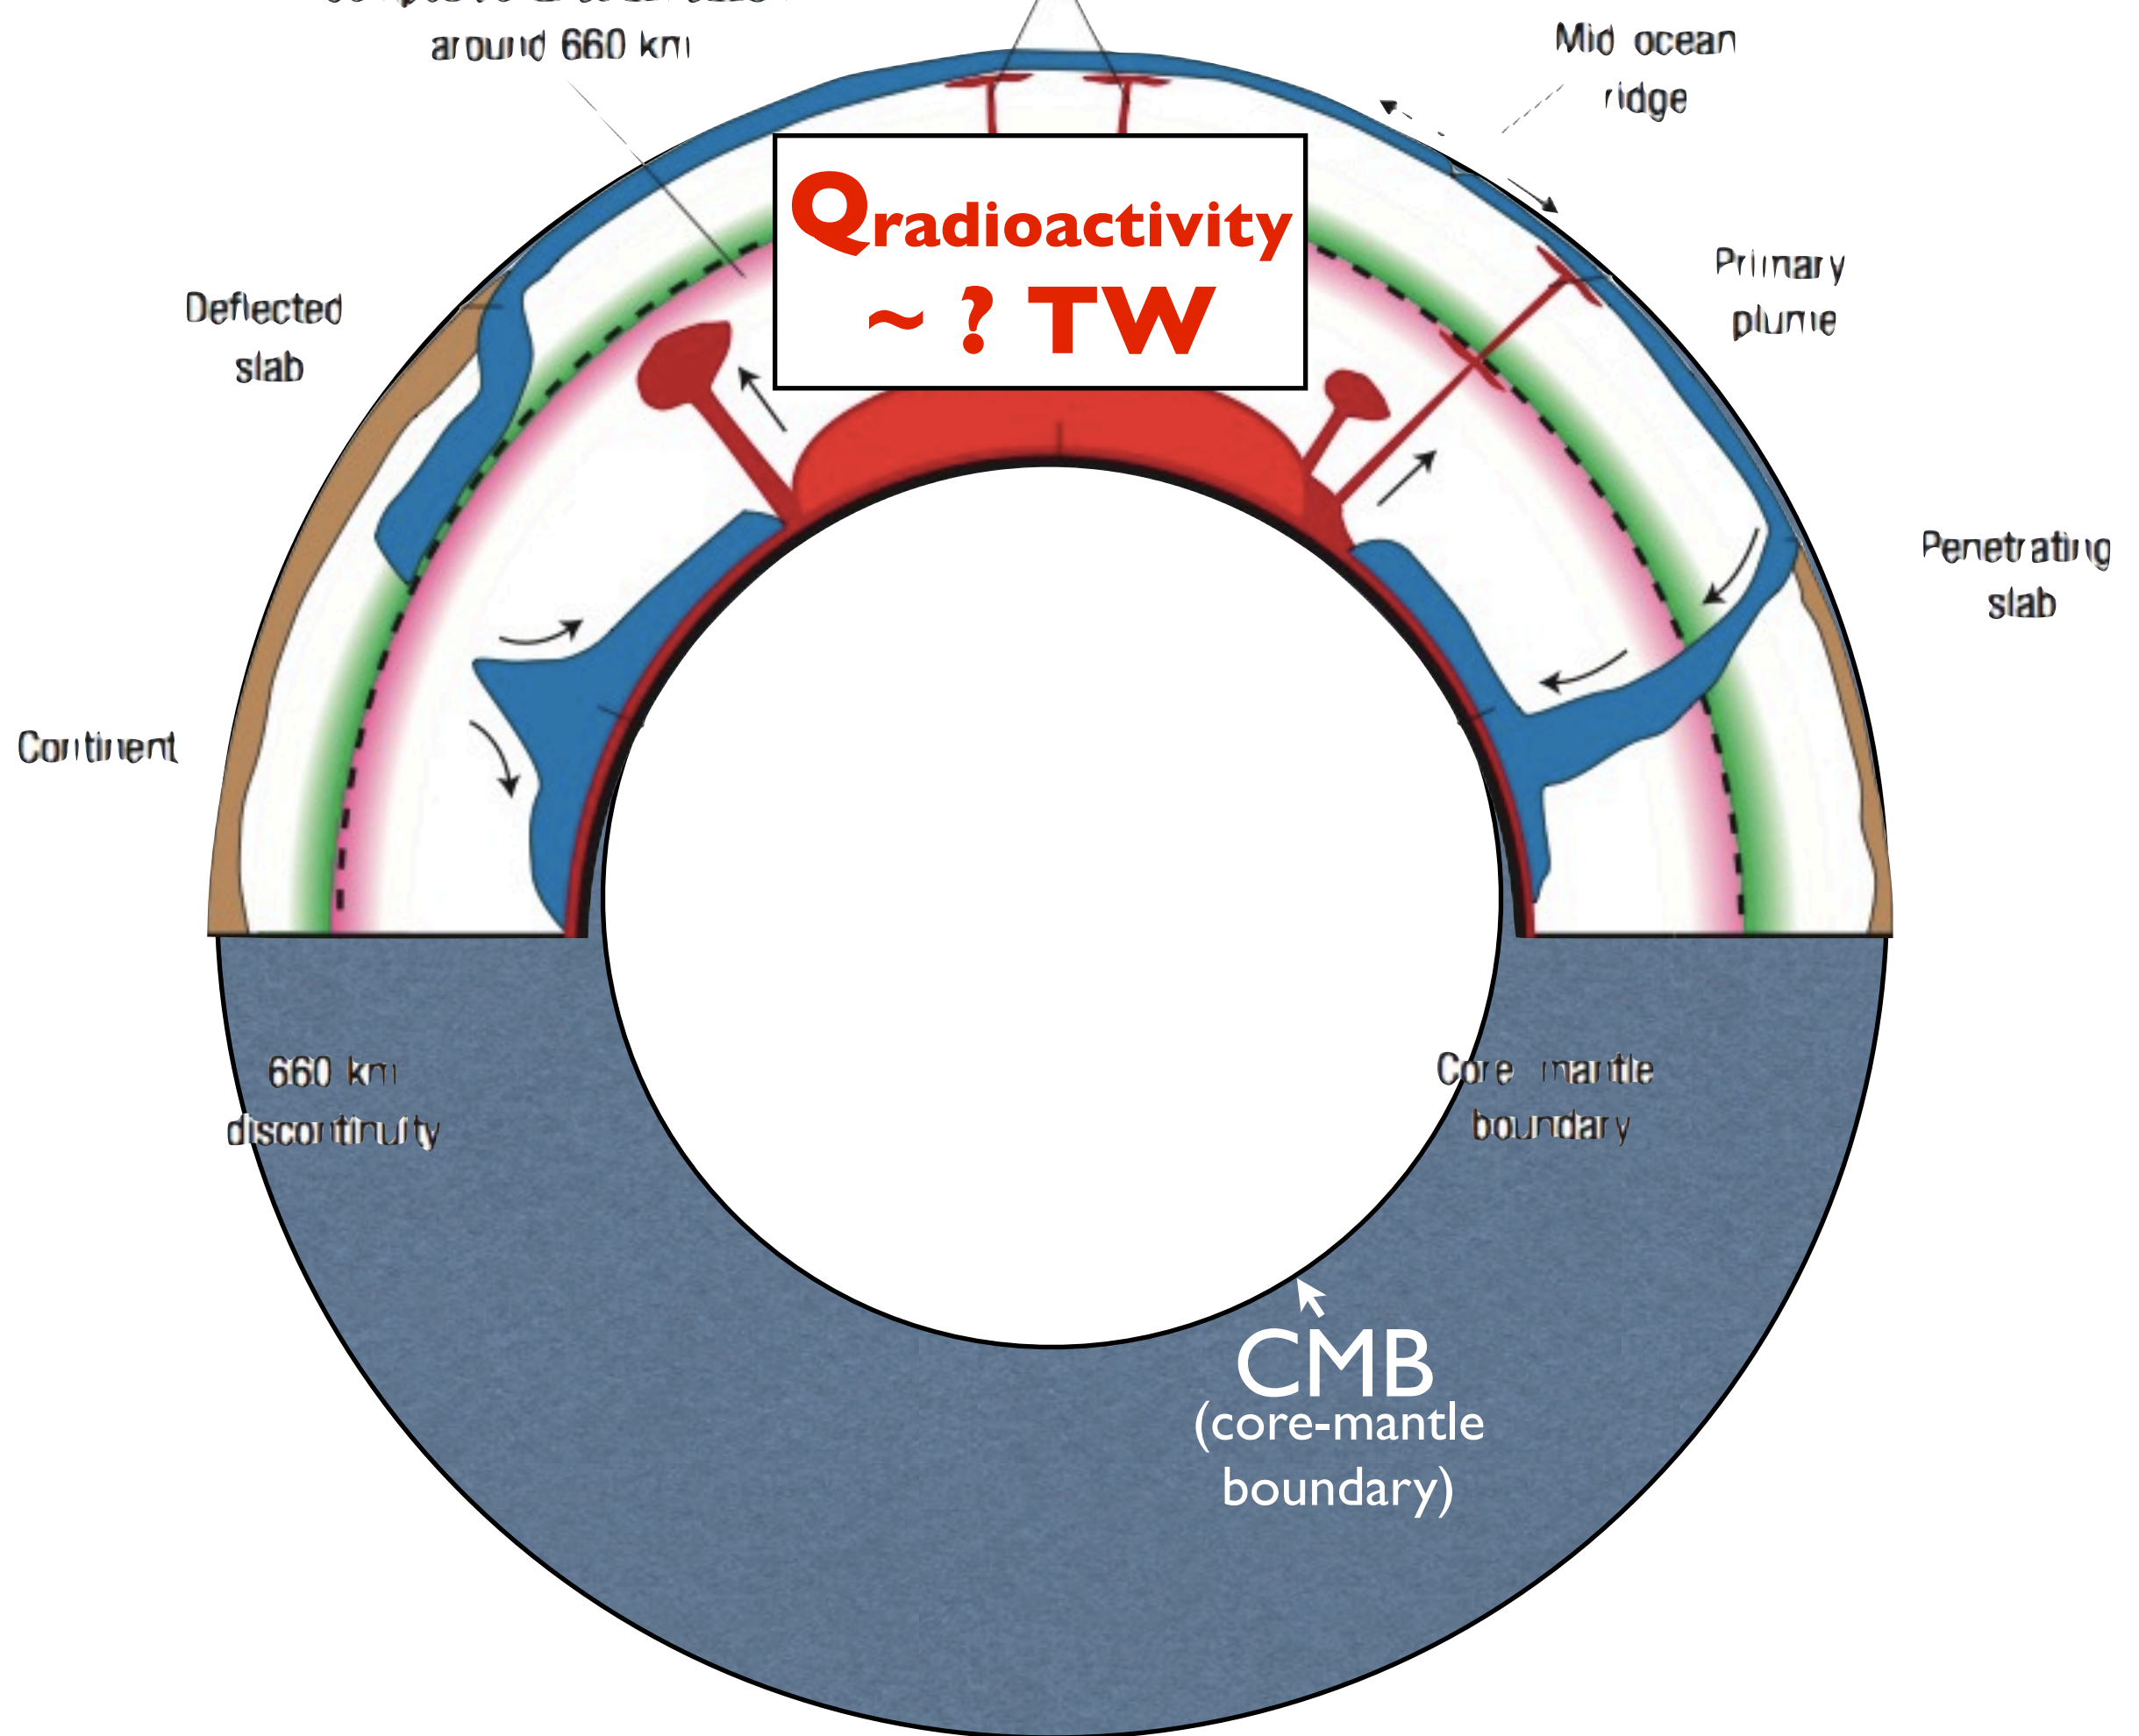 around 660 km
Mid ocean
ridge
Qradioactivity
~ ? TW
Primary
plume
Deflected
slab
Penetrating
slab
Continent
660 km
discontinuity
Core mantle
boundary
CMB
(core-mantle
boundary)